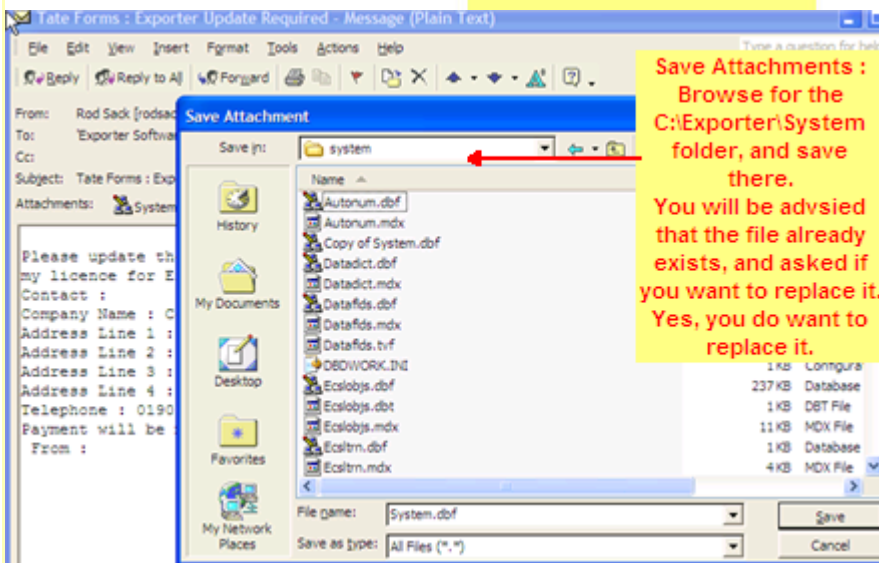 Tate Forms : Exporter Update Required - Message (Plain Text)
File Edit View Insert Format Tools Actions Help
Type a question for help
Reply Reply to All Forward
From: Rod Sack [rodsac
To: 'Exporter Softwar
Cc:
Subject: Tate Forms : Exp
Attachments: System
Please update th
my licence for E
Contact :
Company Name : C
Address Line 1 :
Address Line 2 :
Address Line 3 :
Address Line 4 :
Telephone : 0190
Payment will be
From :
Save Attachment
Save in: system
History
My Documents
Desktop
Favorites
My Network
Places
Name
Autonum.dbf
Autonum.mdx
Copy of System.dbf
Datadict.dbf
Datadict.mdx
Dataflds.dbf
Dataflds.mdx
Dataflds.tvf
DBDWORK.INI 1 KB Configura
Ecslobjs.dbf 237 KB Database
Ecslobjs.dbt 1 KB DBT File
Ecslobjs.mdx 11 KB MDX File
Ecsltrn.dbf 1 KB Database
Ecsltrn.mdx 4 KB MDX File
File name: System.dbf Save
Save as type: All Files (*.*) Cancel
Save Attachments :
Browse for the
C:\Exporter\System
folder, and save
there.
You will be advsied
that the file already
exists, and asked if
you want to replace it.
Yes, you do want to
replace it.